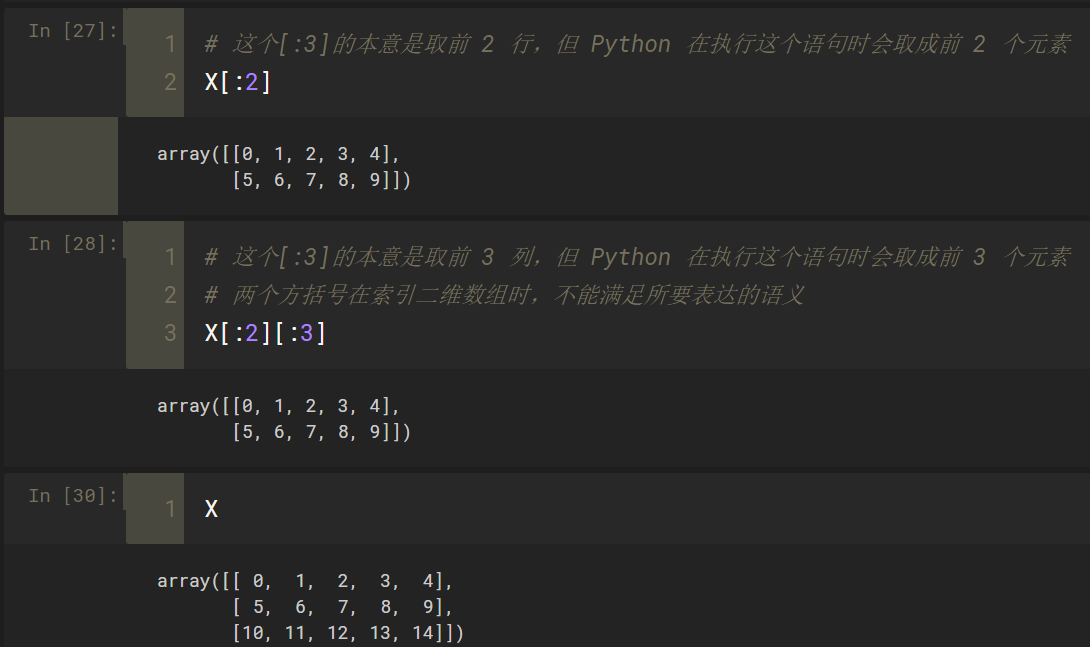 In [27]:
1 # 这个[:3]的本意是取前 2 行，但 Python 在执行这个语句时会取成前 2 个元素
2 X[:2]
array([[0, 1, 2, 3, 4],
[5, 6, 7, 8, 9]])
In [28]:
1 # 这个[:3]的本意是取前 3 列，但 Python 在执行这个语句时会取成前 3 个元素
2 # 两个方括号在索引二维数组时，不能满足所要表达的语义
3 X[:2][:3]
array([[0, 1, 2, 3, 4],
[5, 6, 7, 8, 9]])
In [30]:
1 X
array([[ 0,  1,  2,  3,  4],
[ 5,  6,  7,  8,  9],
[10, 11, 12, 13, 14]])